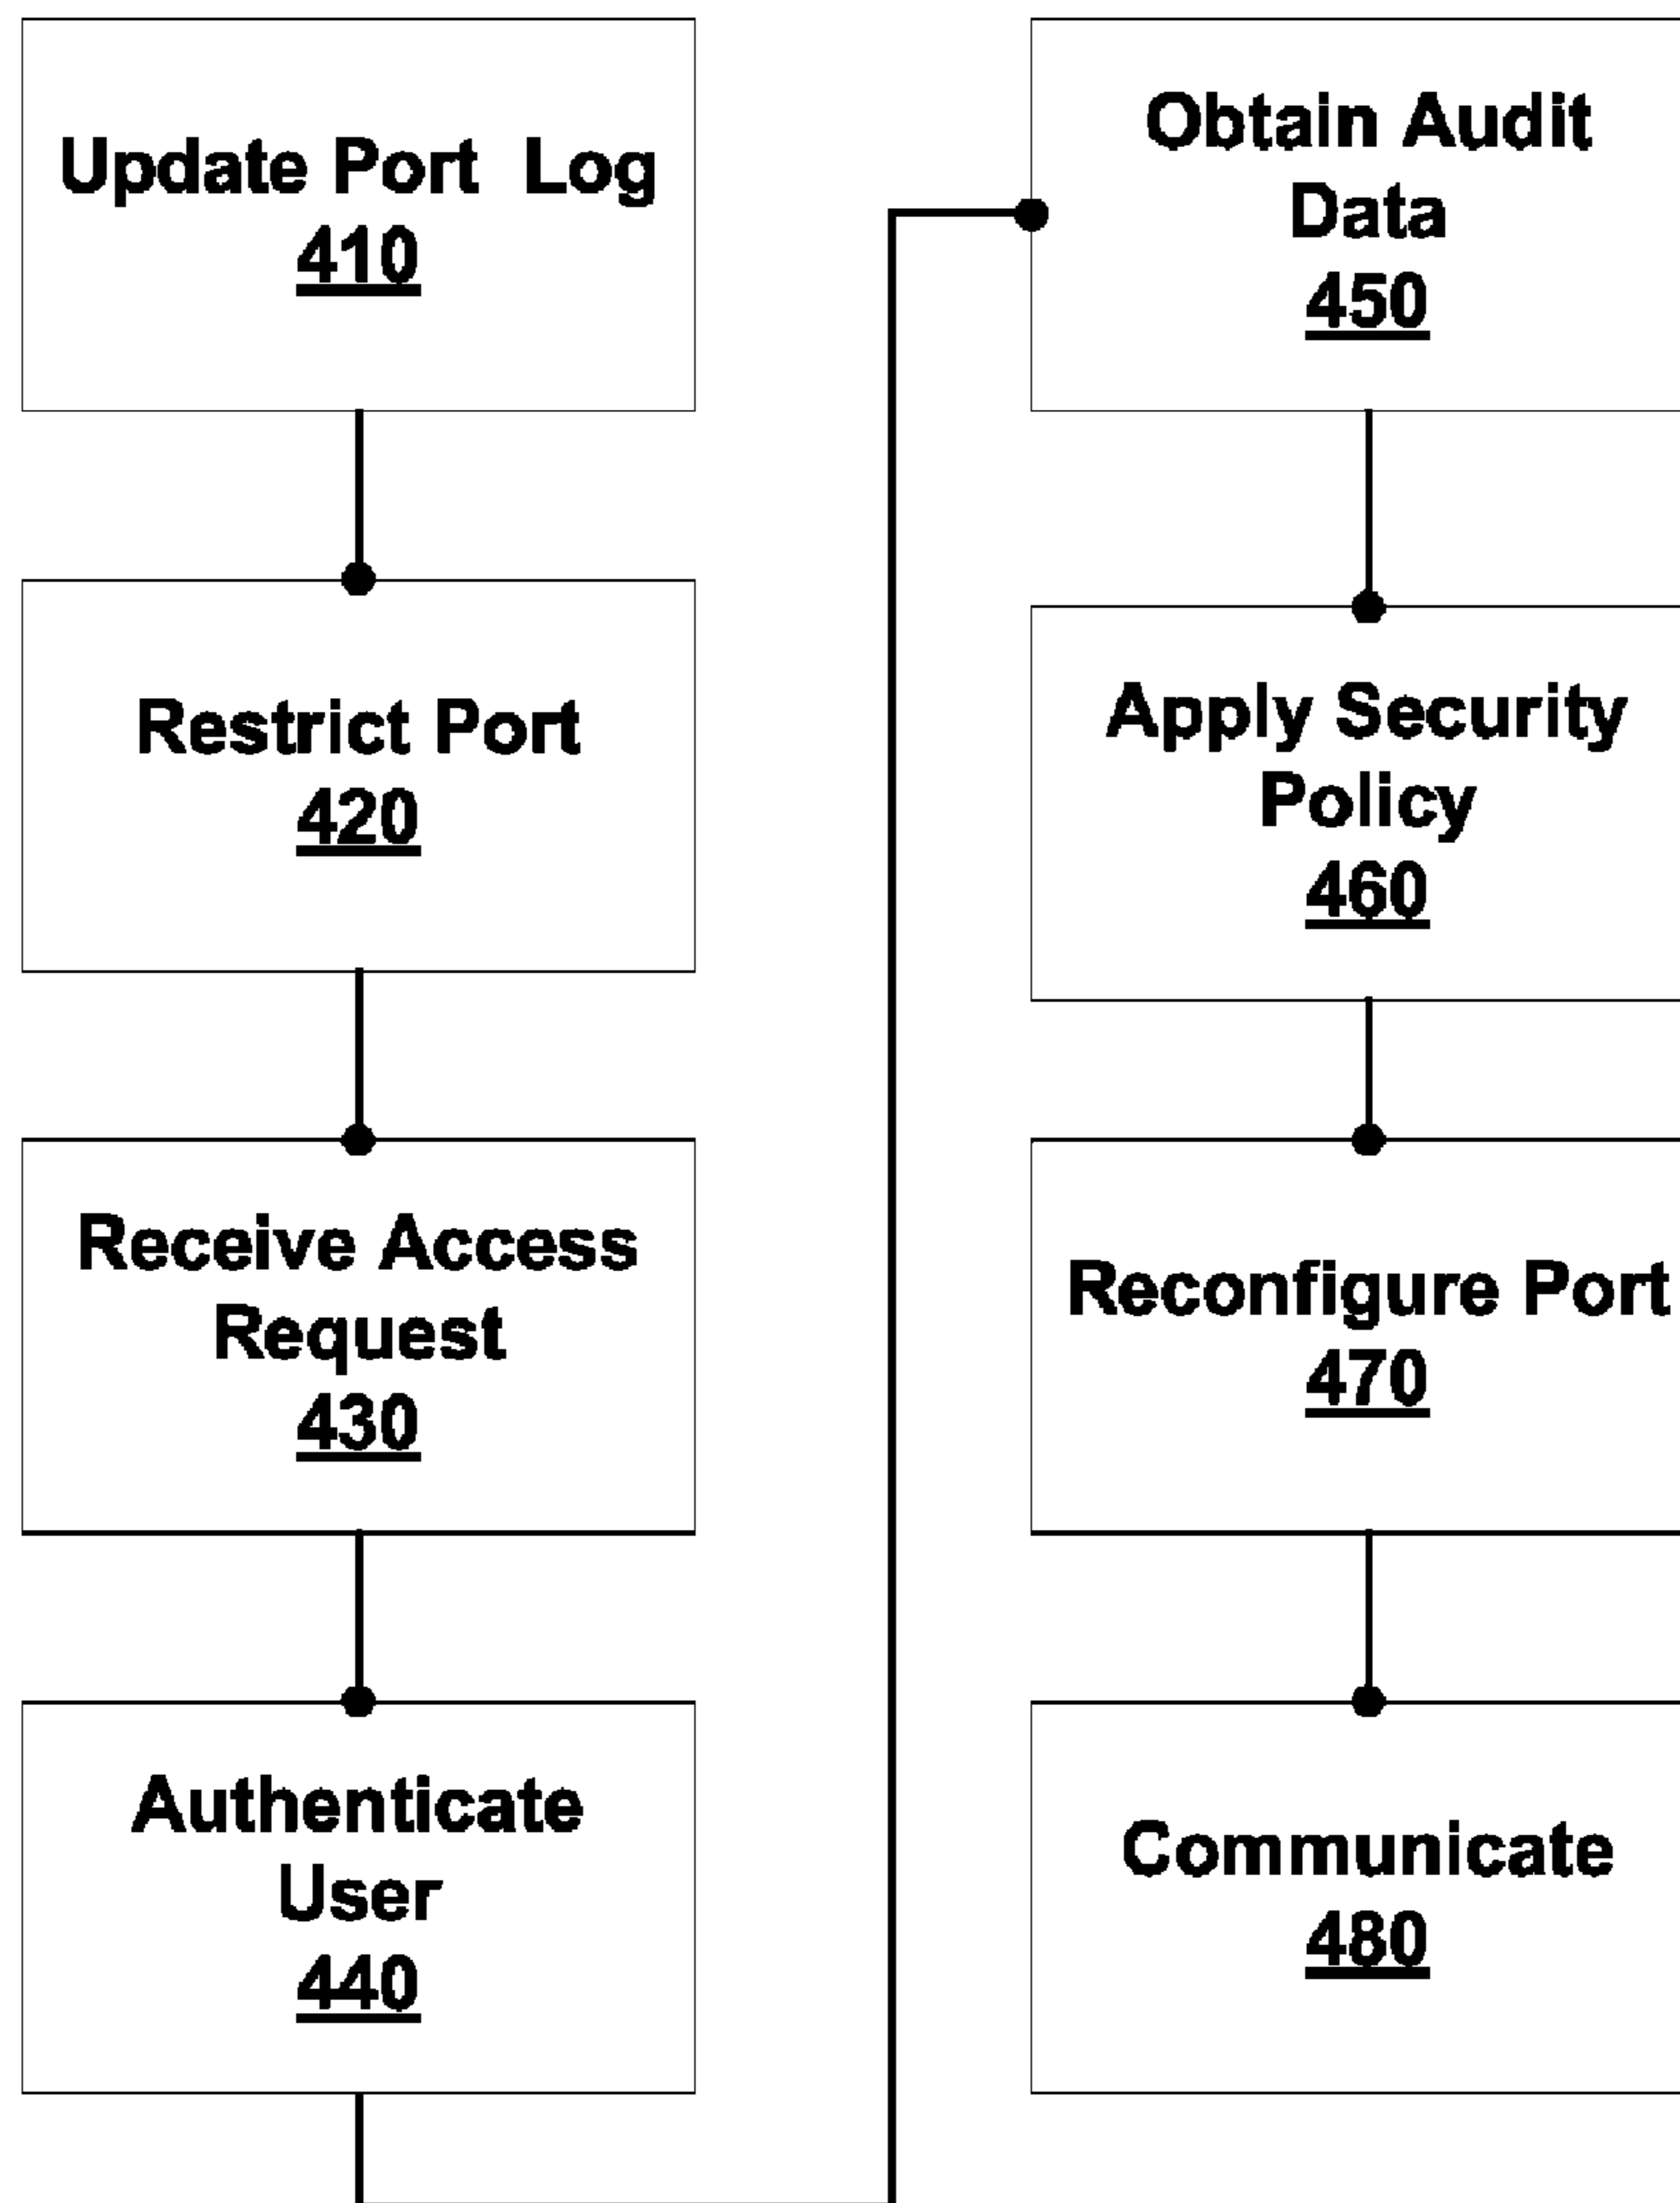 Update Port Log
410
Restrict Port
420
Receive Access
Request
430
Authenticate
User
440
Obtain Audit
Data
450
Apply Security
Policy
460
Reconfigure Port
470
Communicate
480